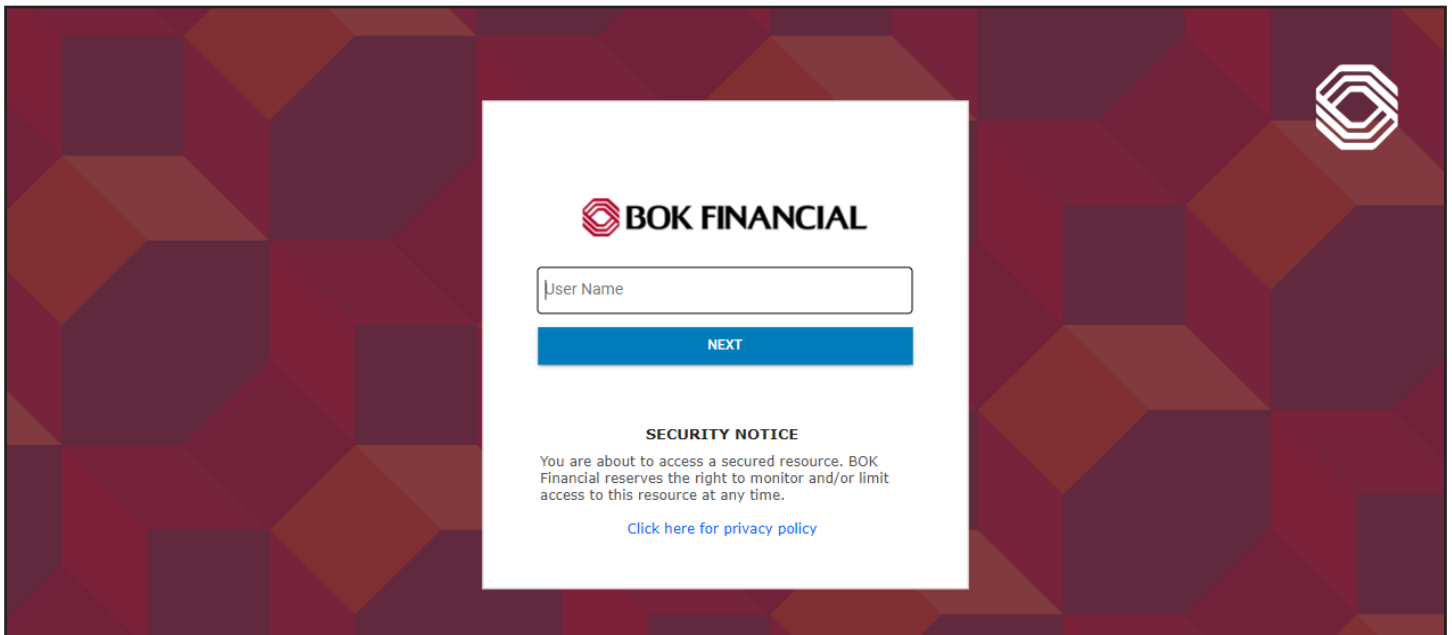 BOK FINANCIAL
User Name
NEXT
SECURITY NOTICE
You are about to access a secured resource. BOK
Financial reserves the right to monitor and/or limit
access to this resource at any time.
Click here for privacy policy